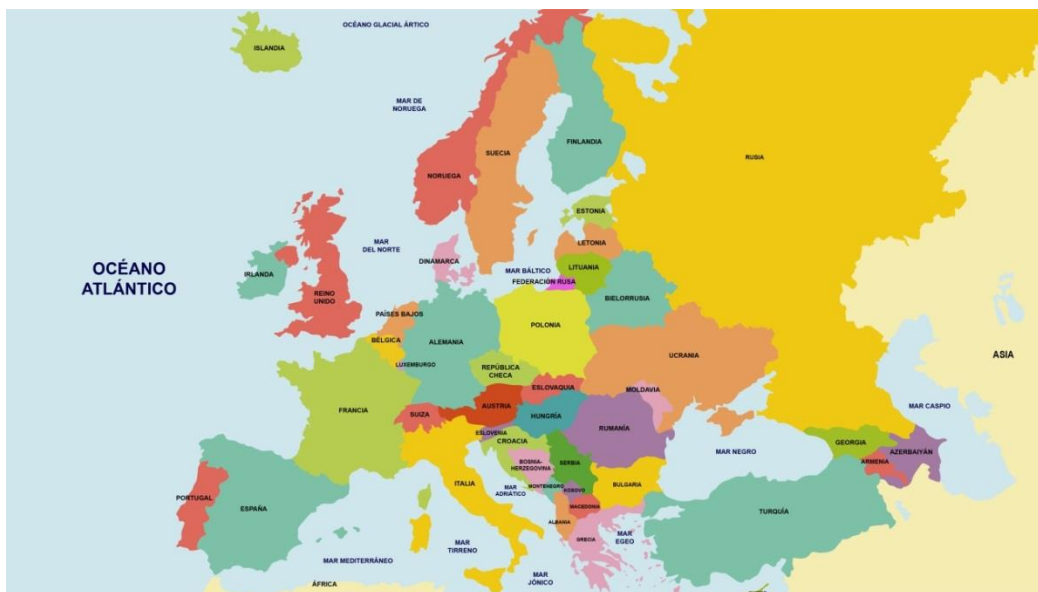 OCÉANO GLACIAL ÁRTICO
ISLANDIA
MAR DE
NORUEGA
SUECIA
FINLANDIA
RUSIA
NORUEGA
ESTONIA
MAR
DEL NORTE
LETONIA
DINAMARCA
MAR BÁLTICO
LITUANIA
FEDERACIÓN RUSA
OCÉANO
ATLÁNTICO
IRLANDA
REINO
UNIDO
BIELORRUSIA
PAÍSES BAJOS
POLONIA
BÉLGICA
ALEMANIA
LUXEMBURGO
UCRANIA
ASIA
REPÚBLICA
CHECA
ESLOVAQUIA
MOLDAVIA
FRANCIA
SUIZA
AUSTRIA
HUNGRÍA
MAR CASPIO
RUMANÍA
ESLOVENIA
CROACIA
GEORGIA
MAR NEGRO
AZERBAIYÁN
BOSNIA-
HERZEGOVINA
SERBIA
ARMENIA
ITALIA
MONTENEGRO
MAR
ADRIÁTICO
KOSOVO
BULGARIA
PORTUGAL
ESPAÑA
MACEDONIA
TURQUÍA
ALBANIA
MAR
EGEO
GRECIA
MAR
TIRRENO
MAR MEDITERRÁNEO
MAR
JÓNICO
ÁFRICA